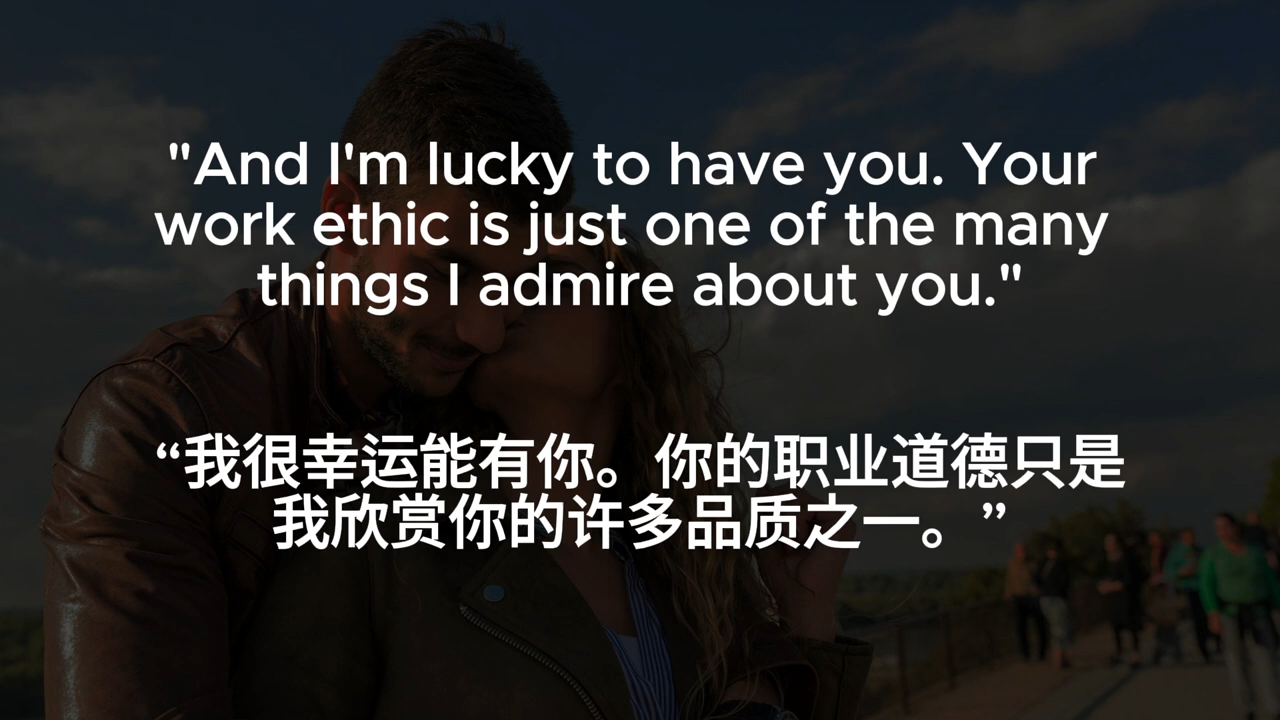 "And I'm lucky to have you. Your
work ethic is just one of the many
things I admire about you."
“我很幸运能有你。你的职业道德只是
我欣赏你的许多品质之一。”